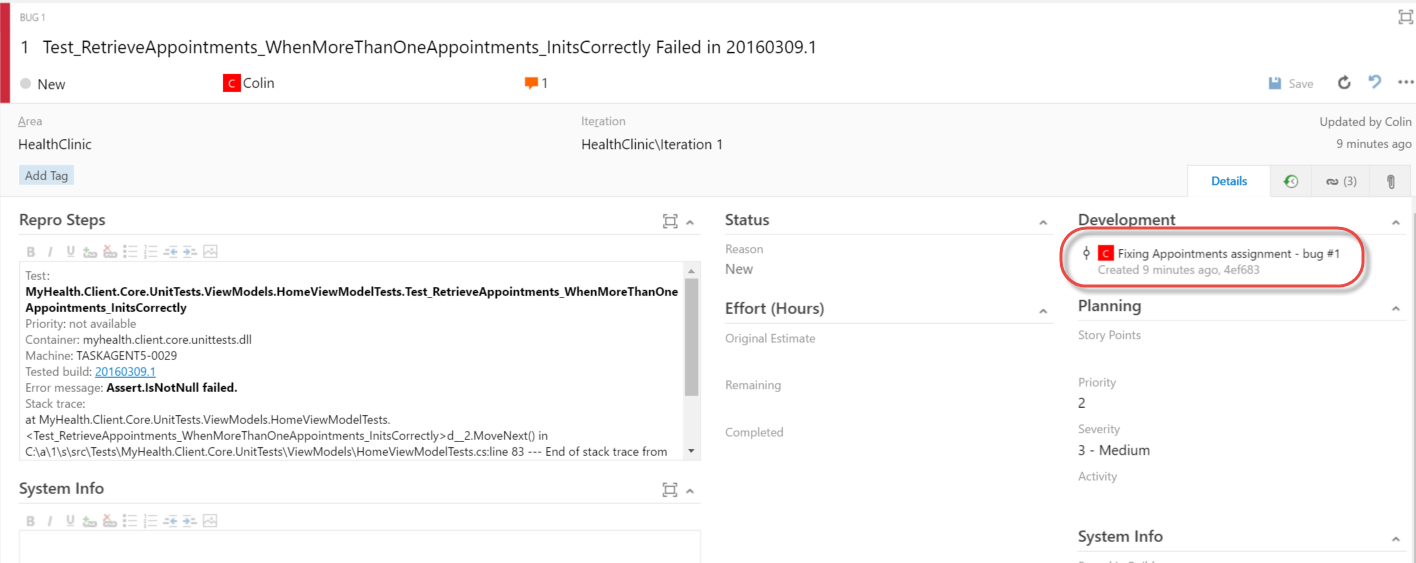 BUG 1
1 Test_RetrieveAppointments_WhenMoreThanOneAppointments_InitsCorrectly Failed in 20160309.1
New
C Colin
1
Save
Area
Iteration
Updated by Colin
HealthClinic
HealthClinic\Iteration 1
9 minutes ago
Add Tag
Details
(3)
Repro Steps
B I U
Test:
MyHealth.Client.Core.UnitTests.ViewModels.HomeViewModelTests.Test_RetrieveAppointments_WhenMoreThanOne
Appointments_InitsCorrectly
Priority: not available
Container: myhealth.client.core.unittests.dll
Machine: TASKAGENT5-0029
Tested build: 20160309.1
Error message: Assert.IsNotNull failed.
Stack trace:
at MyHealth.Client.Core.UnitTests.ViewModels.HomeViewModelTests.
<Test_RetrieveAppointments_WhenMoreThanOneAppointments_InitsCorrectly>d__2.MoveNext() in
C:\a\1\s\src\Tests\MyHealth.Client.Core.UnitTests\ViewModels\HomeViewModelTests.cs:line 83 --- End of stack trace from
System Info
B I U
Status
Reason
New
Effort (Hours)
Original Estimate
Remaining
Completed
Development
C Fixing Appointments assignment - bug #1
Created 9 minutes ago, 4ef683
Planning
Story Points
Priority
2
Severity
3 - Medium
Activity
System Info